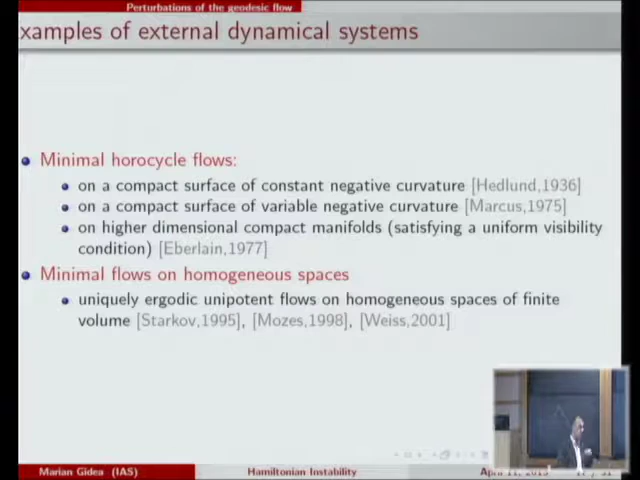 Perturbations of the geodesic flow
xamples of external dynamical systems
Minimal horocycle flows:
on a compact surface of constant negative curvature [Hedlund,1936]
on a compact surface of variable negative curvature [Marcus,1975]
on higher dimensional compact manifolds (satisfying a uniform visibility
condition) [Eberlain,1977]
Minimal flows on homogeneous spaces
uniquely ergodic unipotent flows on homogeneous spaces of finite
volume [Starkov,1995], [Mozes,1998], [Weiss,2001]
Marian Gidea (IAS)
Hamiltonian Instability